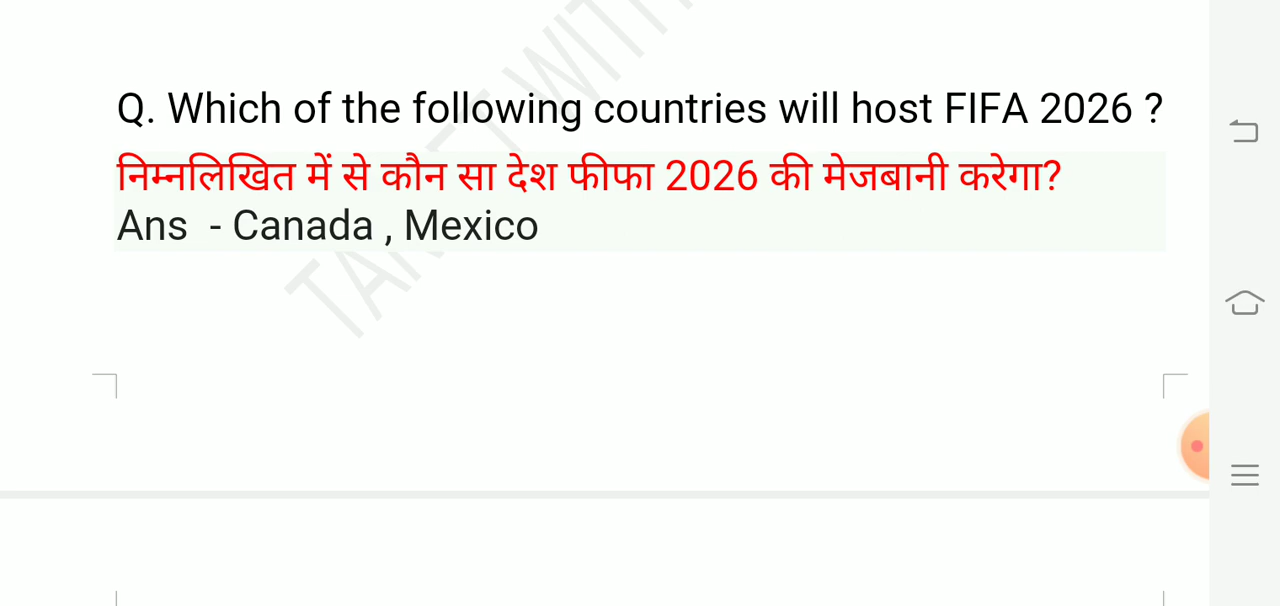 Q. Which of the following countries will host FIFA 2026 ?
निम्नलिखित में से कौन सा देश फीफा 2026 की मेजबानी करेगा?
Ans - Canada , Mexico